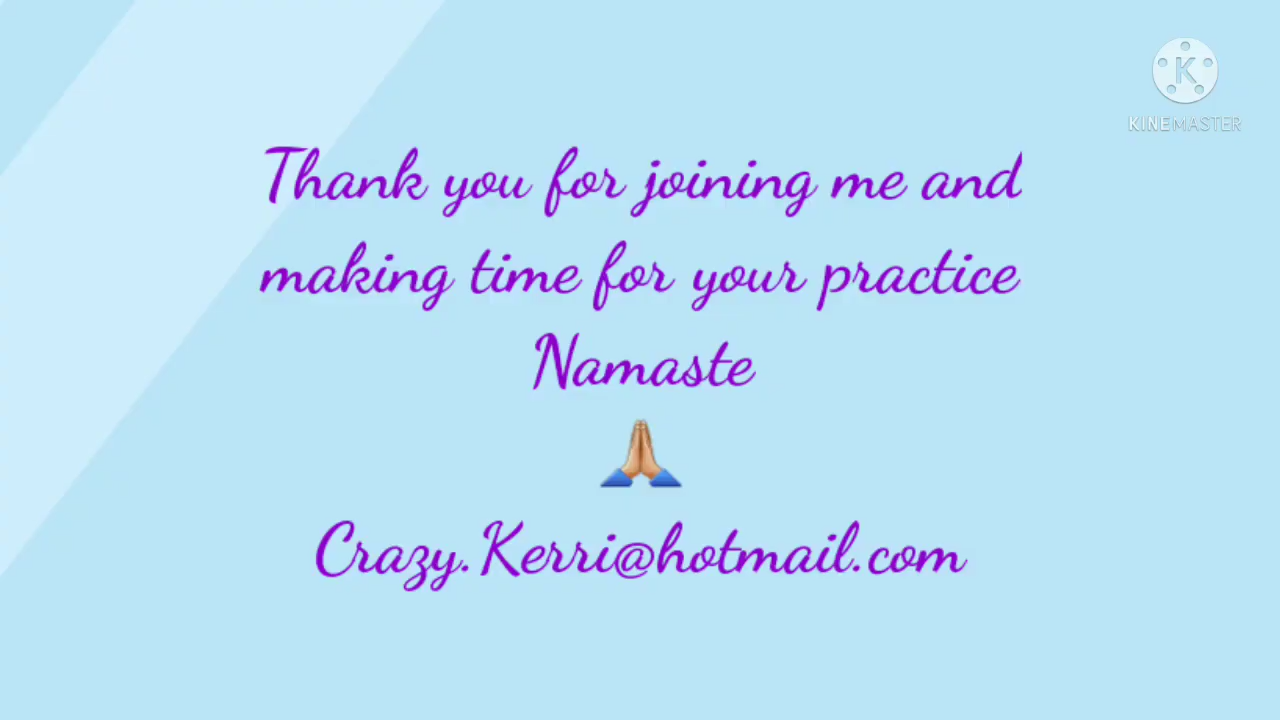 KINEMASTER
Thank you for joining me and
making time for your practice
Namaste
🙏🏼
Crazy.Kerri@hotmail.com